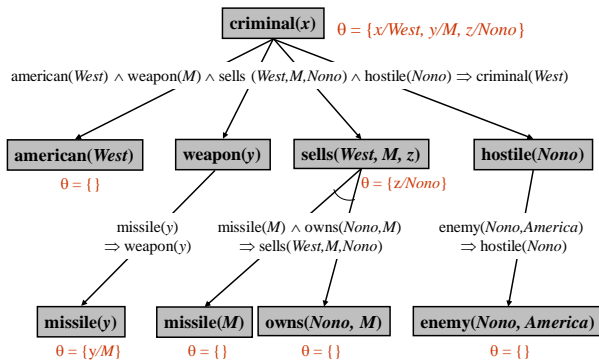 criminal(x)
θ = {x/West, y/M, z/Nono}
american(West) ∧ weapon(M) ∧ sells (West,M,Nono) ∧ hostile(Nono) ⇒ criminal(West)
american(West)
weapon(y)
sells(West, M, z)
hostile(Nono)
θ = { }
θ = {z/Nono}
missile(y)
⇒ weapon(y)
missile(M) ∧ owns(Nono,M)
⇒ sells(West,M,Nono)
enemy(Nono,America)
⇒ hostile(Nono)
missile(y)
missile(M)
owns(Nono, M)
enemy(Nono, America)
θ = {y/M}
θ = { }
θ = { }
θ = { }